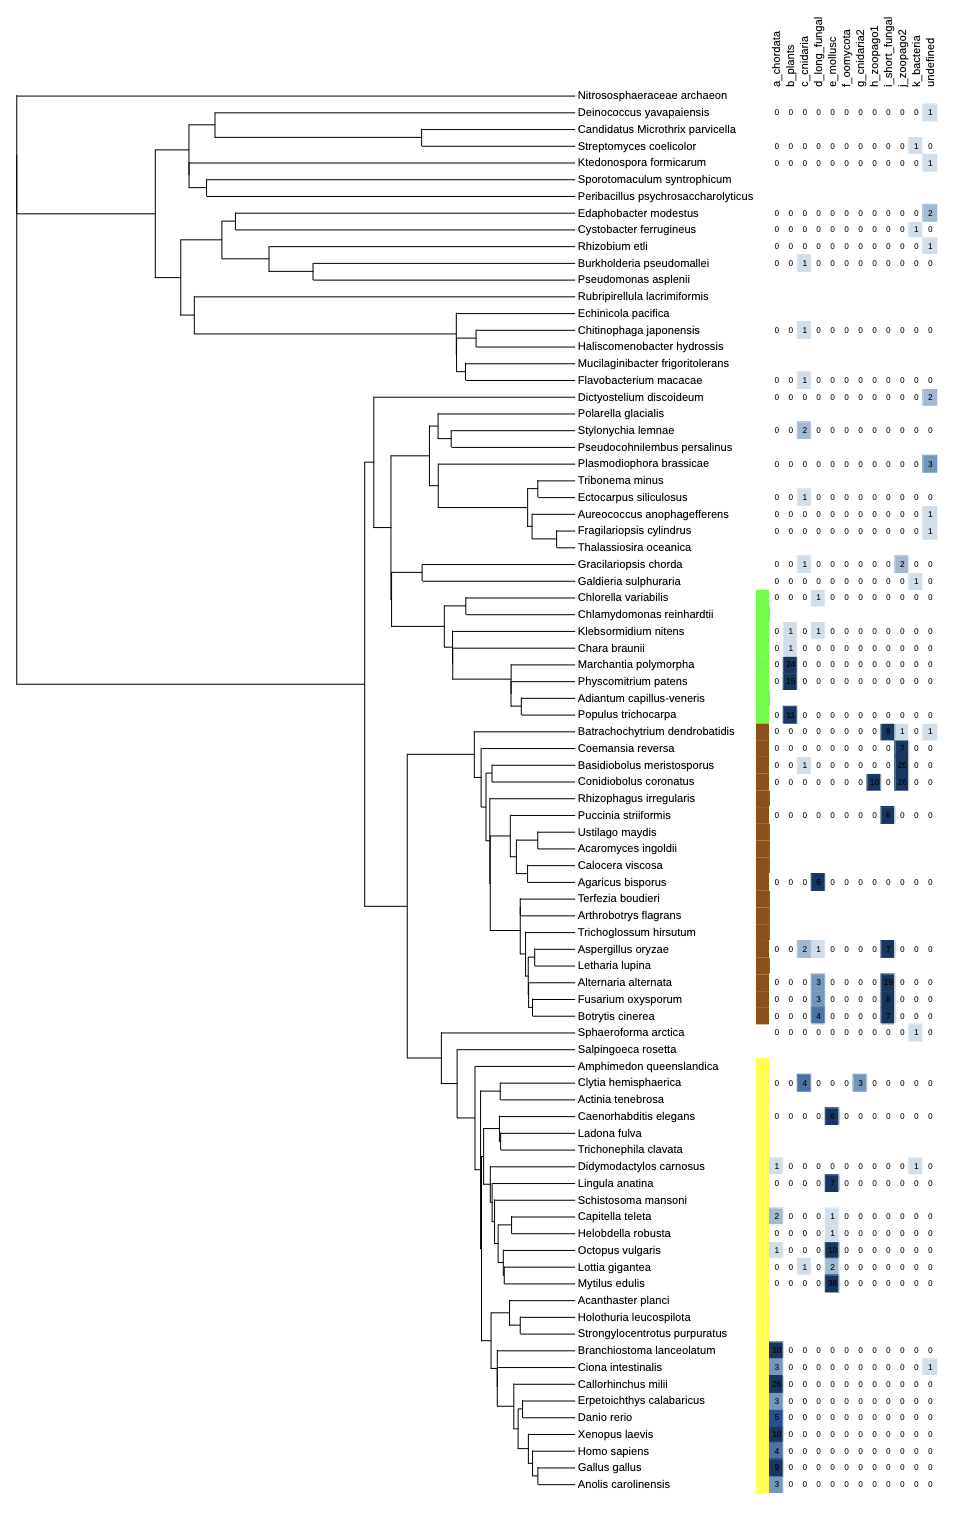 a_chordata b_plants c_cnidaria d_long_fungal e_mollusc f_oomycota g_cnidaria2 h_zoopago1 i_short_fungal j_zoopago2 k_bacteria undefined
Nitrososphaeraceae archaeon
Deinococcus yavapaiensis 0 0 0 0 0 0 0 0 0 0 0 1
Candidatus Microthrix parvicella
Streptomyces coelicolor 0 0 0 0 0 0 0 0 0 0 1 0
Ktedonospora formicarum 0 0 0 0 0 0 0 0 0 0 0 1
Sporotomaculum syntrophicum
Peribacillus psychrosaccharolyticus
Edaphobacter modestus 0 0 0 0 0 0 0 0 0 0 0 2
Cystobacter ferrugineus 0 0 0 0 0 0 0 0 0 0 1 0
Rhizobium etli 0 0 0 0 0 0 0 0 0 0 0 1
Burkholderia pseudomallei 0 0 1 0 0 0 0 0 0 0 0 0
Pseudomonas asplenii
Rubripirellula lacrimiformis
Echinicola pacifica
Chitinophaga japonensis 0 0 1 0 0 0 0 0 0 0 0 0
Haliscomenobacter hydrossis
Mucilaginibacter frigoritolerans
Flavobacterium macacae 0 0 1 0 0 0 0 0 0 0 0 0
Dictyostelium discoideum 0 0 0 0 0 0 0 0 0 0 0 2
Polarella glacialis
Stylonychia lemnae 0 0 2 0 0 0 0 0 0 0 0 0
Pseudocohnilembus persalinus
Plasmodiophora brassicae 0 0 0 0 0 0 0 0 0 0 0 3
Tribonema minus
Ectocarpus siliculosus 0 0 1 0 0 0 0 0 0 0 0 0
Aureococcus anophagefferens 0 0 0 0 0 0 0 0 0 0 0 1
Fragilariopsis cylindrus 0 0 0 0 0 0 0 0 0 0 0 1
Thalassiosira oceanica
Gracilariopsis chorda 0 0 1 0 0 0 0 0 0 2 0 0
Galdieria sulphuraria 0 0 0 0 0 0 0 0 0 0 1 0
Chlorella variabilis 0 0 0 1 0 0 0 0 0 0 0 0
Chlamydomonas reinhardtii
Klebsormidium nitens 0 1 0 1 0 0 0 0 0 0 0 0
Chara braunii 0 1 0 0 0 0 0 0 0 0 0 0
Marchantia polymorpha 0 24 0 0 0 0 0 0 0 0 0 0
Physcomitrium patens 0 15 0 0 0 0 0 0 0 0 0 0
Adiantum capillus-veneris
Populus trichocarpa 0 11 0 0 0 0 0 0 0 0 0 0
Batrachochytrium dendrobatidis 0 0 0 0 0 0 0 0 9 1 0 1
Coemansia reversa 0 0 0 0 0 0 0 0 0 7 0 0
Basidiobolus meristosporus 0 0 1 0 0 0 0 0 0 25 0 0
Conidiobolus coronatus 0 0 0 0 0 0 0 10 0 26 0 0
Rhizophagus irregularis
Puccinia striiformis 0 0 0 0 0 0 0 0 6 0 0 0
Ustilago maydis
Acaromyces ingoldii
Calocera viscosa
Agaricus bisporus 0 0 0 6 0 0 0 0 0 0 0 0
Terfezia boudieri
Arthrobotrys flagrans
Trichoglossum hirsutum
Aspergillus oryzae 0 0 2 1 0 0 0 0 7 0 0 0
Letharia lupina
Alternaria alternata 0 0 0 3 0 0 0 0 19 0 0 0
Fusarium oxysporum 0 0 0 3 0 0 0 0 8 0 0 0
Botrytis cinerea 0 0 0 4 0 0 0 0 7 0 0 0
Sphaeroforma arctica 0 0 0 0 0 0 0 0 0 0 1 0
Salpingoeca rosetta
Amphimedon queenslandica
Clytia hemisphaerica 0 0 4 0 0 0 3 0 0 0 0 0
Actinia tenebrosa
Caenorhabditis elegans 0 0 0 0 6 0 0 0 0 0 0 0
Ladona fulva
Trichonephila clavata
Didymodactylos carnosus 1 0 0 0 0 0 0 0 0 0 1 0
Lingula anatina 0 0 0 0 7 0 0 0 0 0 0 0
Schistosoma mansoni
Capitella teleta 2 0 0 0 1 0 0 0 0 0 0 0
Helobdella robusta 0 0 0 0 1 0 0 0 0 0 0 0
Octopus vulgaris 1 0 0 0 10 0 0 0 0 0 0 0
Lottia gigantea 0 0 1 0 2 0 0 0 0 0 0 0
Mytilus edulis 0 0 0 0 38 0 0 0 0 0 0 0
Acanthaster planci
Holothuria leucospilota
Strongylocentrotus purpuratus
Branchiostoma lanceolatum 10 0 0 0 0 0 0 0 0 0 0 0
Ciona intestinalis 3 0 0 0 0 0 0 0 0 0 0 1
Callorhinchus milii 26 0 0 0 0 0 0 0 0 0 0 0
Erpetoichthys calabaricus 3 0 0 0 0 0 0 0 0 0 0 0
Danio rerio 5 0 0 0 0 0 0 0 0 0 0 0
Xenopus laevis 10 0 0 0 0 0 0 0 0 0 0 0
Homo sapiens 4 0 0 0 0 0 0 0 0 0 0 0
Gallus gallus 9 0 0 0 0 0 0 0 0 0 0 0
Anolis carolinensis 3 0 0 0 0 0 0 0 0 0 0 0